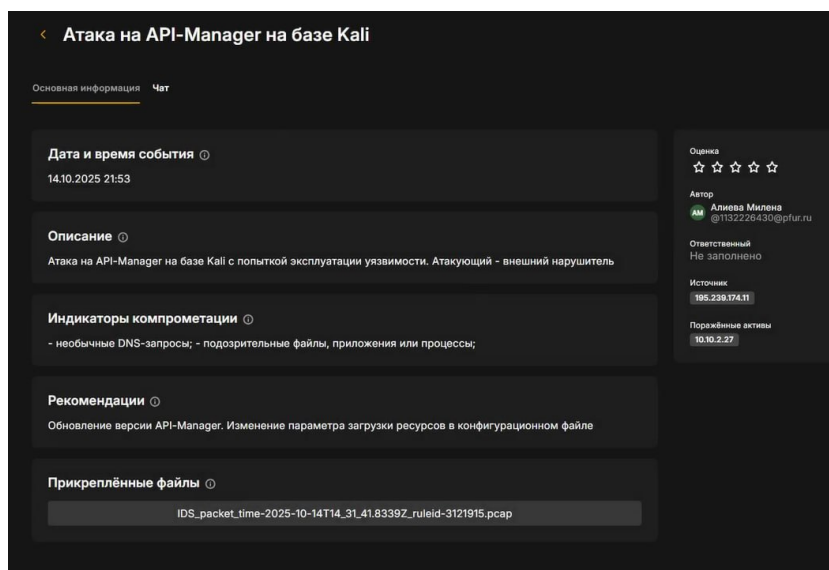 Атака на API-Manager на базе Kali
Основная информация Чат
Дата и время события
14.10.2025 21:53
Описание
Атака на API-Manager на базе Kali с попыткой эксплуатации уязвимости. Атакующий - внешний нарушитель
Индикаторы компрометации
- необычные DNS-запросы; - подозрительные файлы, приложения или процессы;
Рекомендации
Обновление версии API-Manager. Изменение параметра загрузки ресурсов в конфигурационном файле
Прикреплённые файлы
IDS_packet_time-2025-10-14T14_31_41.8339Z_ruleid-3121915.pcap
Оценка
Автор
АМ Алиева Милена
@1132226430@pfur.ru
Ответственный
Не заполнено
Источник
195.239.174.11
Поражённые активы
10.10.2.27